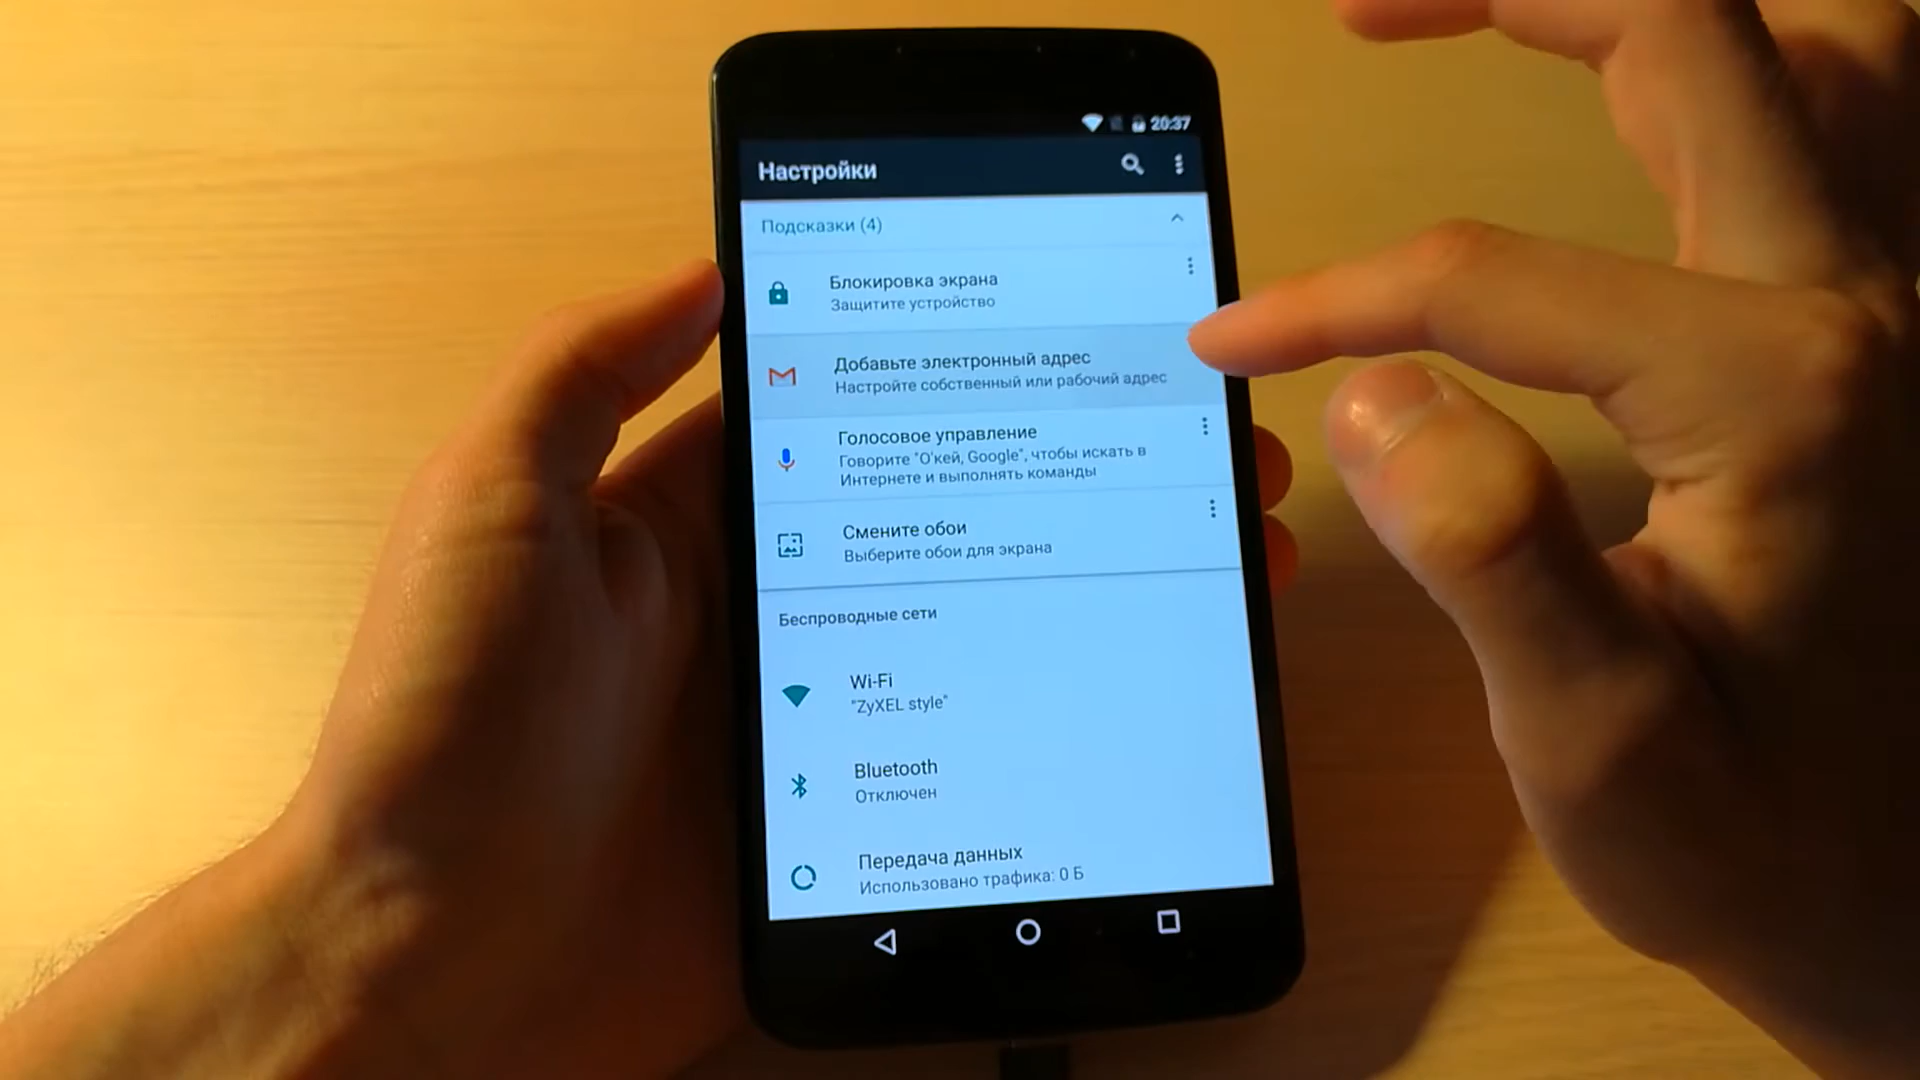 20:37
Настройки
Подсказки (4)
Блокировка экрана
Защитите устройство
Добавьте электронный адрес
Настройте собственный или рабочий адрес
Голосовое управление
Говорите "О'кей, Google", чтобы искать в
Интернете и выполнять команды
Смените обои
Выберите обои для экрана
Беспроводные сети
Wi-Fi
"ZyXEL style"
Bluetooth
Отключен
Передача данных
Использовано трафика: 0 Б